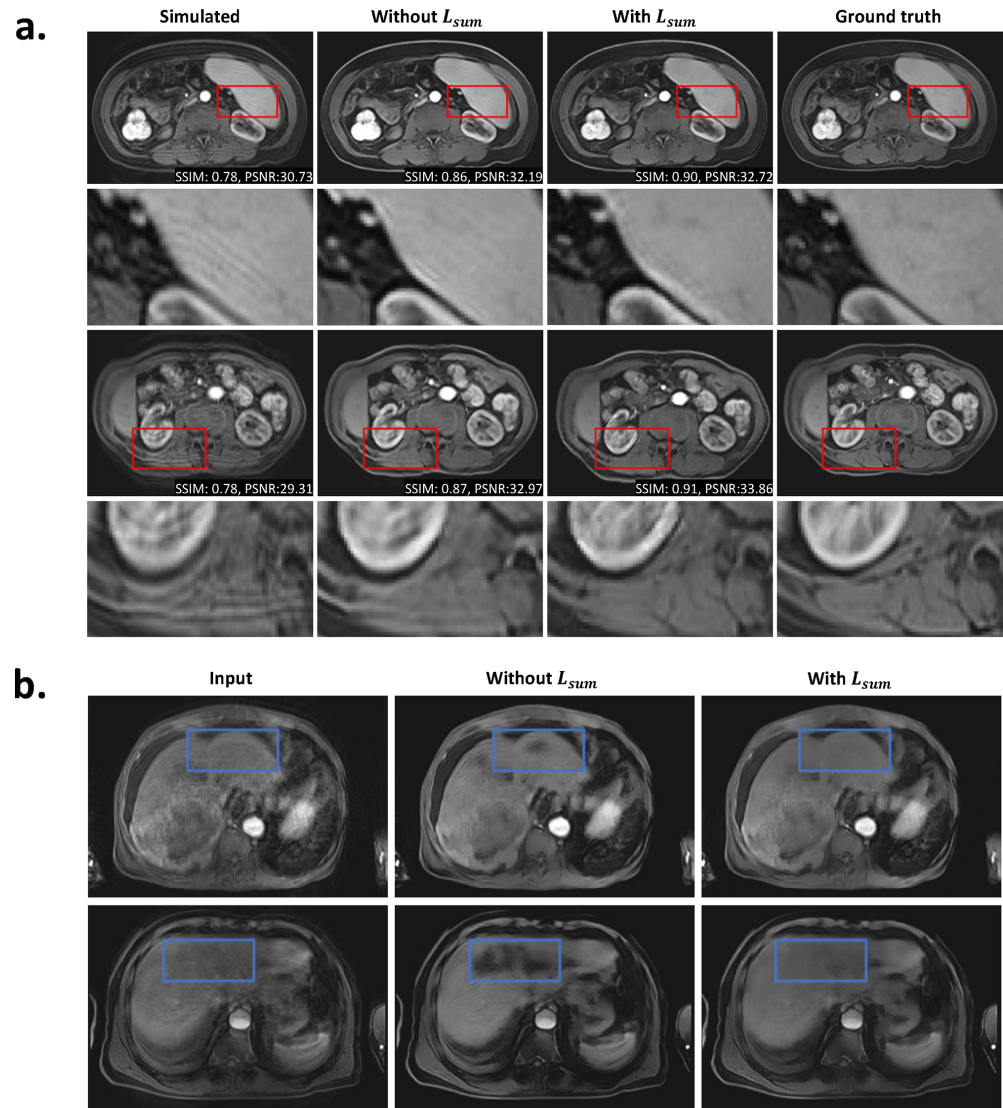 a.
Simulated Without L_sum With L_sum Ground truth
SSIM: 0.78, PSNR:30.73 SSIM: 0.86, PSNR:32.19 SSIM: 0.90, PSNR:32.72
SSIM: 0.78, PSNR:29.31 SSIM: 0.87, PSNR:32.97 SSIM: 0.91, PSNR:33.86
b.
Input Without L_sum With L_sum